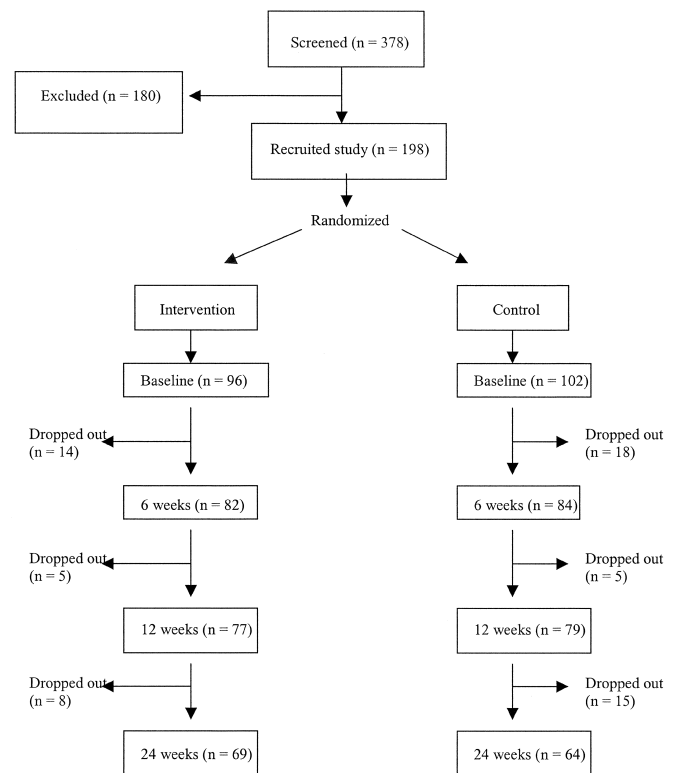 Screened (n = 378)
Excluded (n = 180)
Recruited study (n = 198)
Randomized
Intervention
Control
Baseline (n = 96)
Baseline (n = 102)
Dropped out
(n = 14)
Dropped out
(n = 18)
6 weeks (n = 82)
6 weeks (n = 84)
Dropped out
(n = 5)
Dropped out
(n = 5)
12 weeks (n = 77)
12 weeks (n = 79)
Dropped out
(n = 8)
Dropped out
(n = 15)
24 weeks (n = 69)
24 weeks (n = 64)